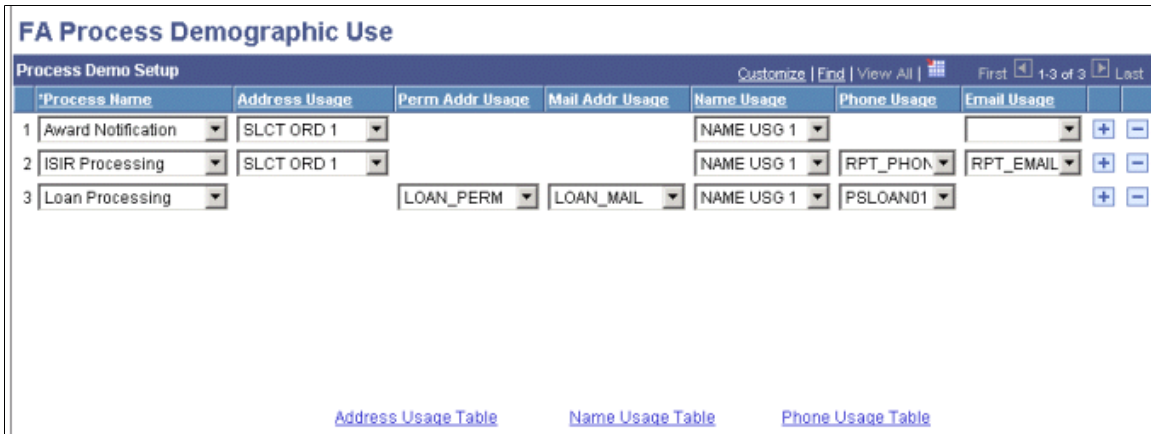 FA Process Demographic Use
Process Demo Setup Customize | Find | View All | First 1-3 of 3 Last
*Process Name Address Usage Perm Addr Usage Mail Addr Usage Name Usage Phone Usage Email Usage
1 Award Notification SLCT ORD 1 NAME USG 1
2 ISIR Processing SLCT ORD 1 NAME USG 1 RPT_PHON RPT_EMAIL
3 Loan Processing LOAN_PERM LOAN_MAIL NAME USG 1 PSLOAN01
Address Usage Table Name Usage Table Phone Usage Table